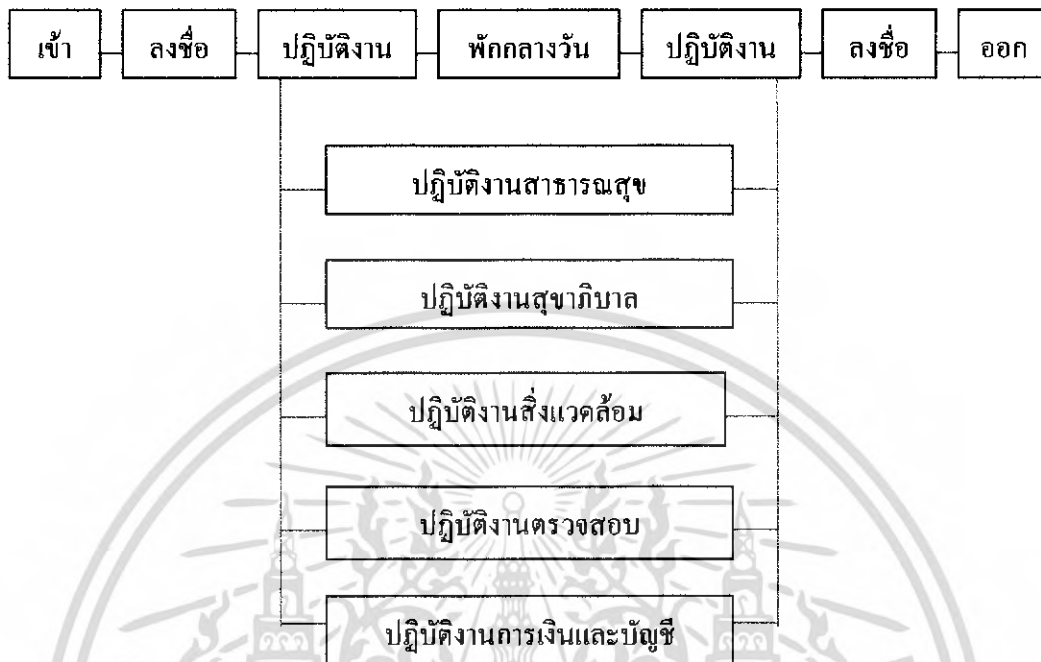 เข้า
ลงชื่อ
ปฏิบัติงาน
พักกลางวัน
ปฏิบัติงาน
ลงชื่อ
ออก
ปฏิบัติงานสาธารณสุข
ปฏิบัติงานสุขาภิบาล
ปฏิบัติงานสิ่งแวดล้อม
ปฏิบัติงานตรวจสอบ
ปฏิบัติงานการเงินและบัญชี